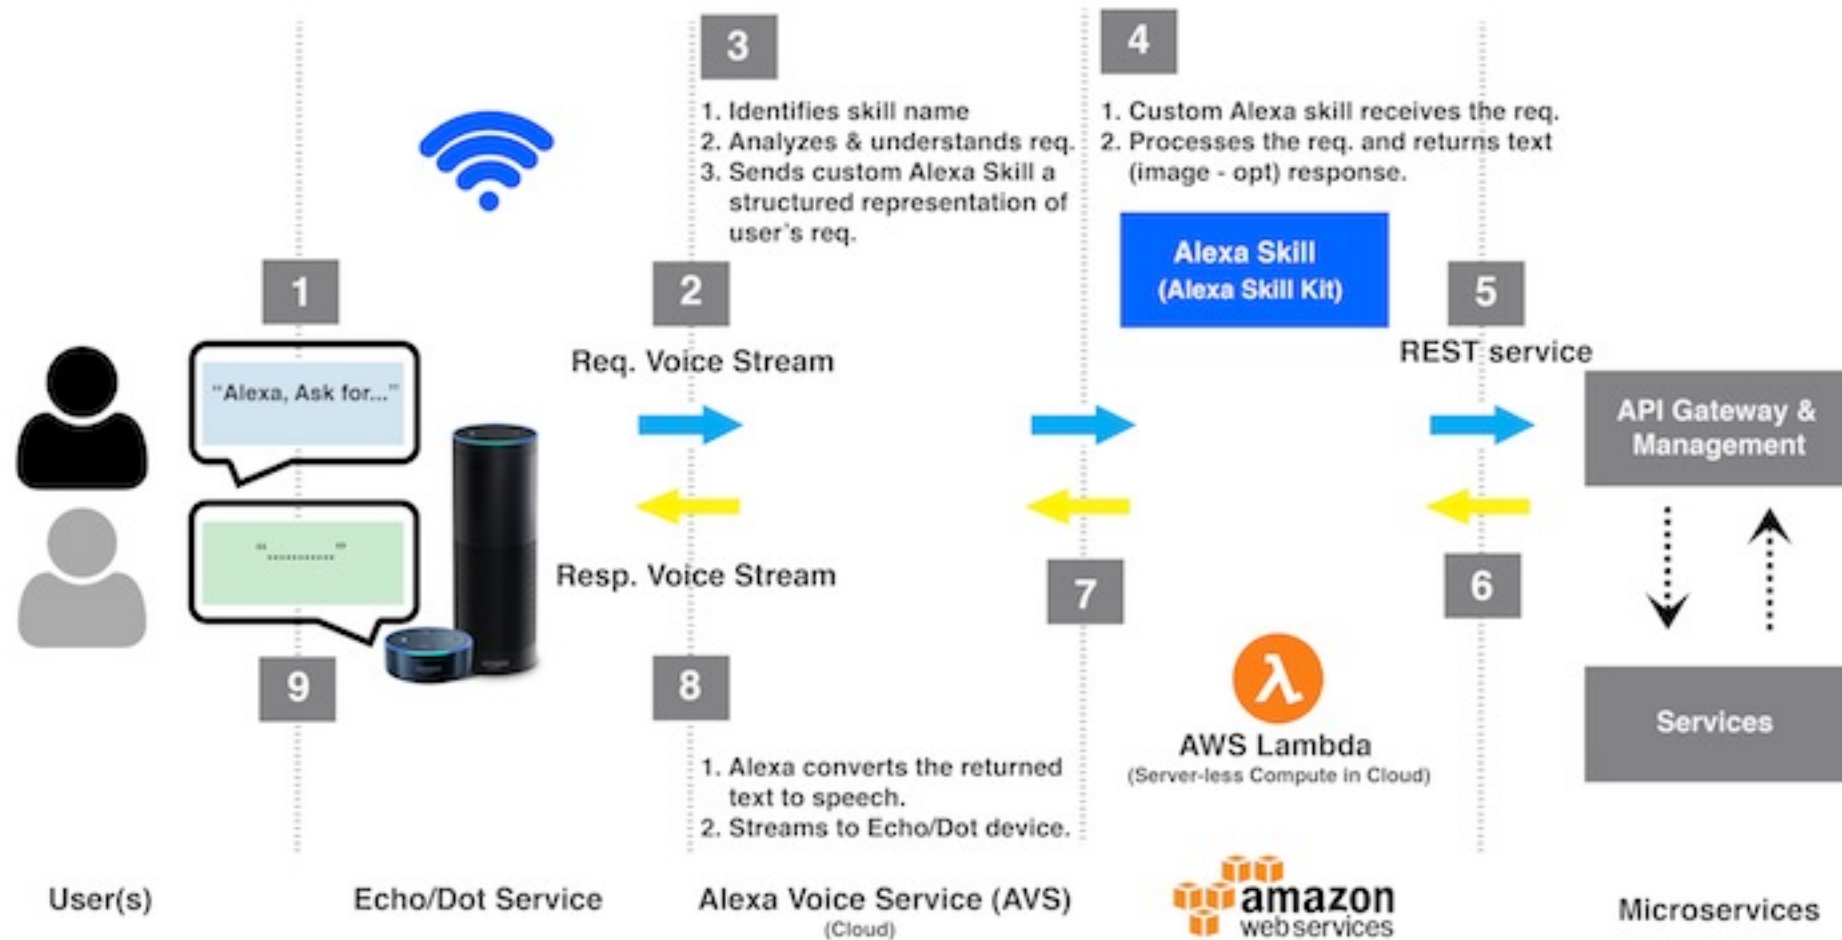 3
1. Identifies skill name
2. Analyzes & understands req.
3. Sends custom Alexa Skill a
structured representation of
user's req.
4
1. Custom Alexa skill receives the req.
2. Processes the req. and returns text
(image - opt) response.
Alexa Skill
(Alexa Skill Kit)
1
2
5
Req. Voice Stream
REST service
"Alexa, Ask for..."
API Gateway &
Management
"..........."
Resp. Voice Stream
7
6
9
8
λ
AWS Lambda
(Server-less Compute in Cloud)
Services
1. Alexa converts the returned
text to speech.
2. Streams to Echo/Dot device.
User(s)
Echo/Dot Service
Alexa Voice Service (AVS)
(Cloud)
amazon
web services
Microservices